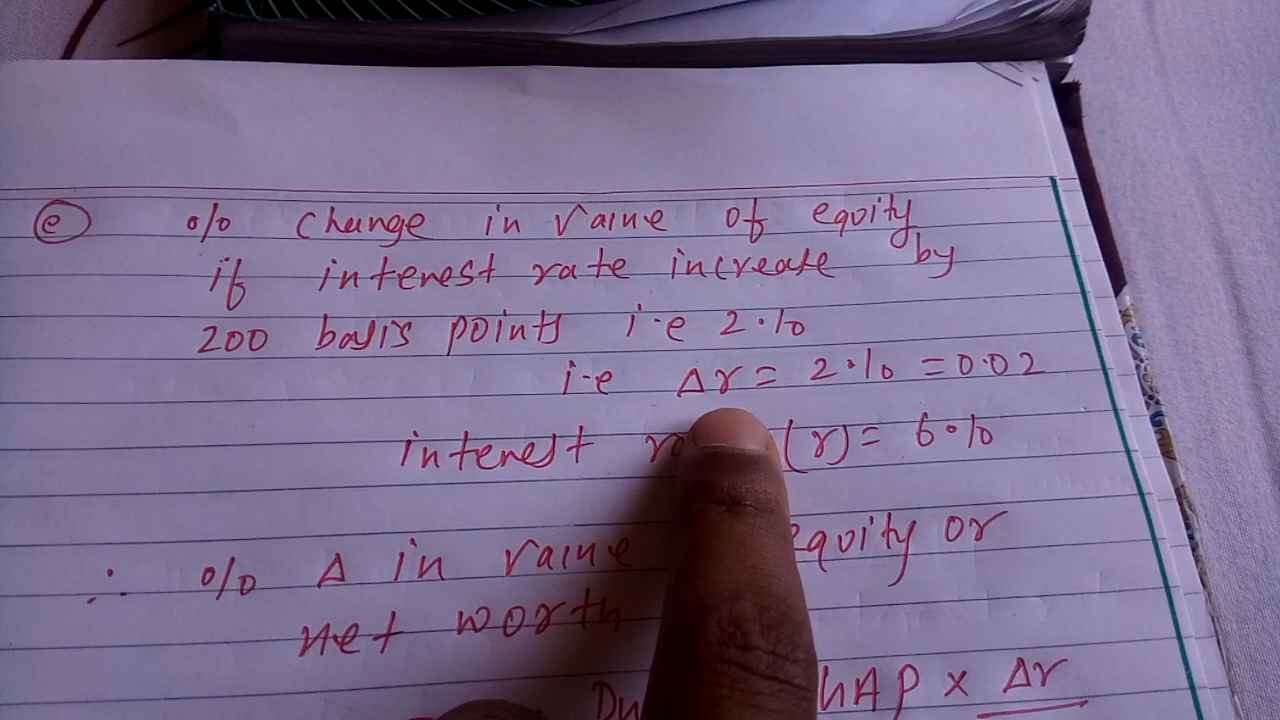 (e) % Change in Value of equity
if interest rate increase by
200 basis points i.e 2%
i.e Δr = 2% = 0.02
interest (r) = 6%
∴ % Δ in value equity or
net worth
GAP × Δr